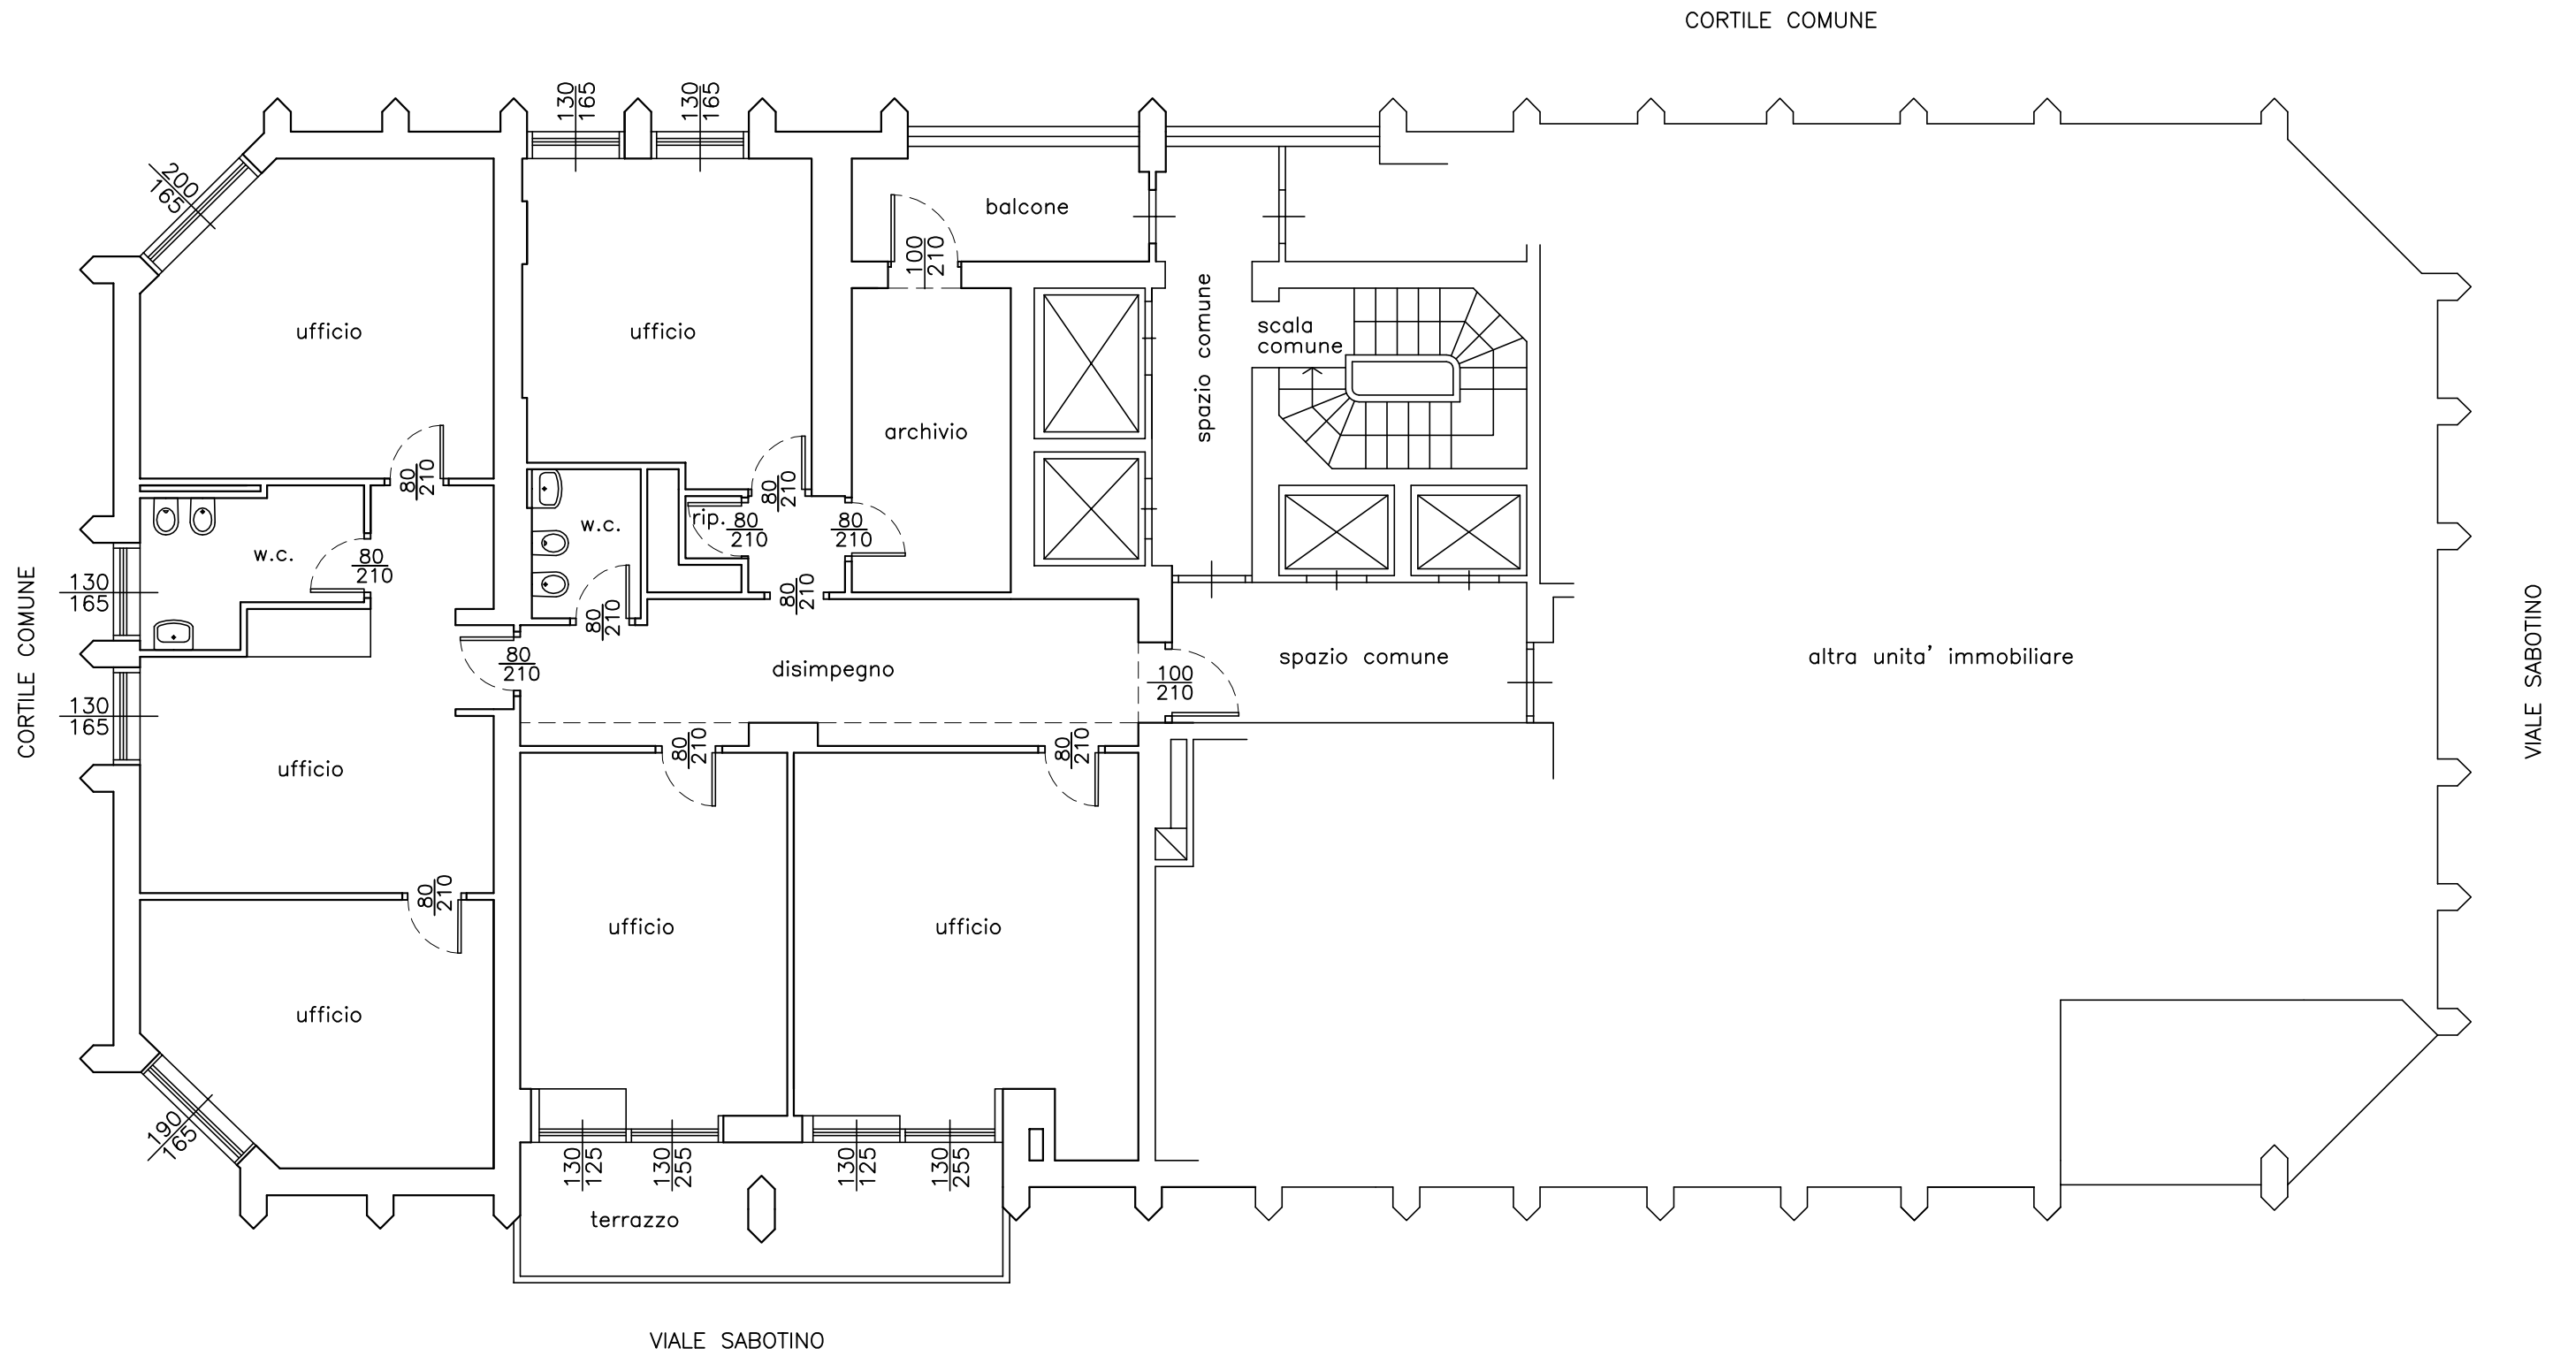 CORTILE COMUNE
130
165
130
165
200
165
balcone
100
210
ufficio
ufficio
spazio comune
scala
comune
archivio
80
210
80
210
w.c.
rip.
80
210
80
210
w.c.
80
210
130
165
80
210
80
210
CORTILE COMUNE
80
210
disimpegno
100
210
spazio comune
altra unita' immobiliare
VIALE SABOTINO
130
165
80
210
80
210
ufficio
80
210
ufficio
ufficio
ufficio
190
165
130
125
130
255
130
125
130
255
terrazzo
VIALE SABOTINO